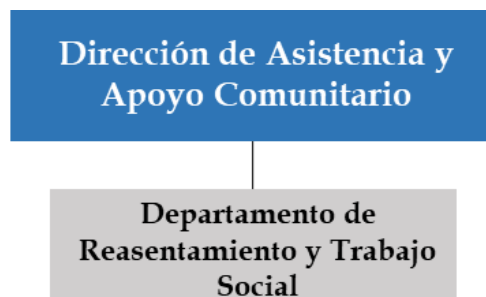 Dirección de Asistencia y
Apoyo Comunitario
Departamento de
Reasentamiento y Trabajo
Social